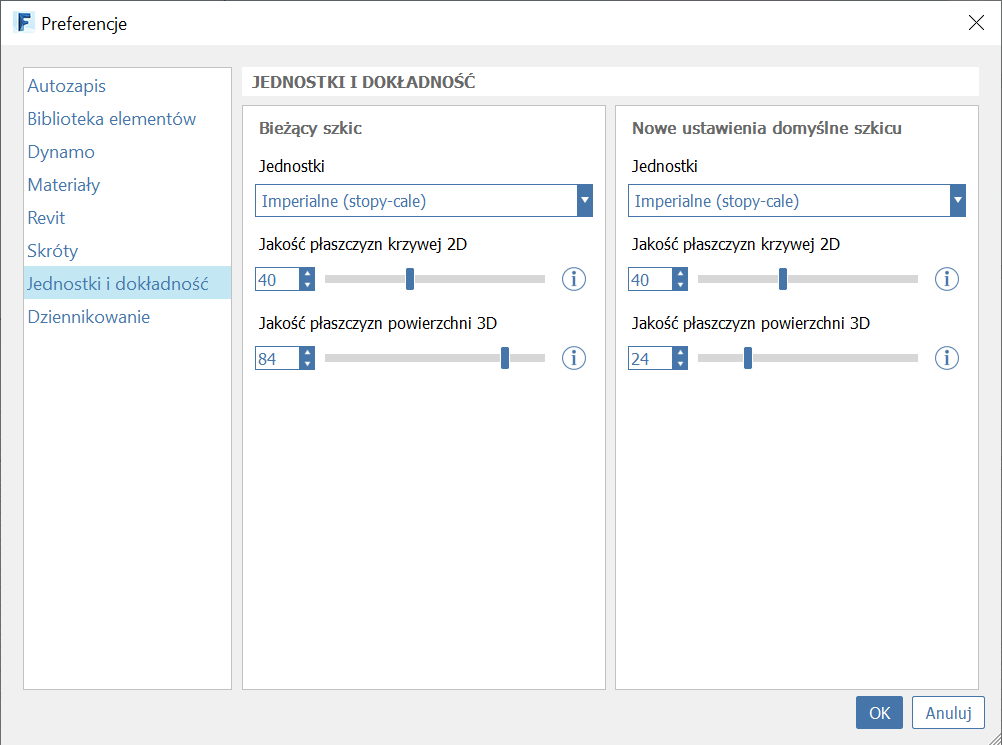 Preferencje
Autozapis
Biblioteka elementów
Dynamo
Materiały
Revit
Skróty
Jednostki i dokładność
Dziennikowanie
JEDNOSTKI I DOKŁADNOŚĆ
Bieżący szkic
Jednostki
Imperialne (stopy-cale)
Jakość płaszczyzn krzywej 2D
40
Jakość płaszczyzn powierzchni 3D
84
Nowe ustawienia domyślne szkicu
Jednostki
Imperialne (stopy-cale)
Jakość płaszczyzn krzywej 2D
40
Jakość płaszczyzn powierzchni 3D
24
OK
Anuluj